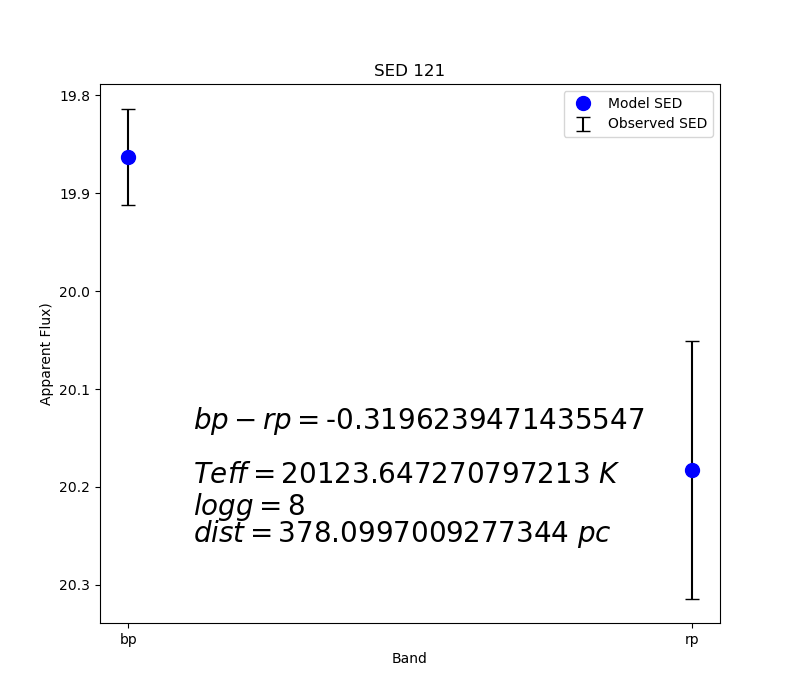 SED 121
Model SED
Observed SED
19.8
19.9
20.0
20.1
20.2
20.3
Apparent Flux)
bp − rp = -0.3196239471435547
Teff = 20123.647270797213 K
logg = 8
dist = 378.0997009277344 pc
bp
rp
Band